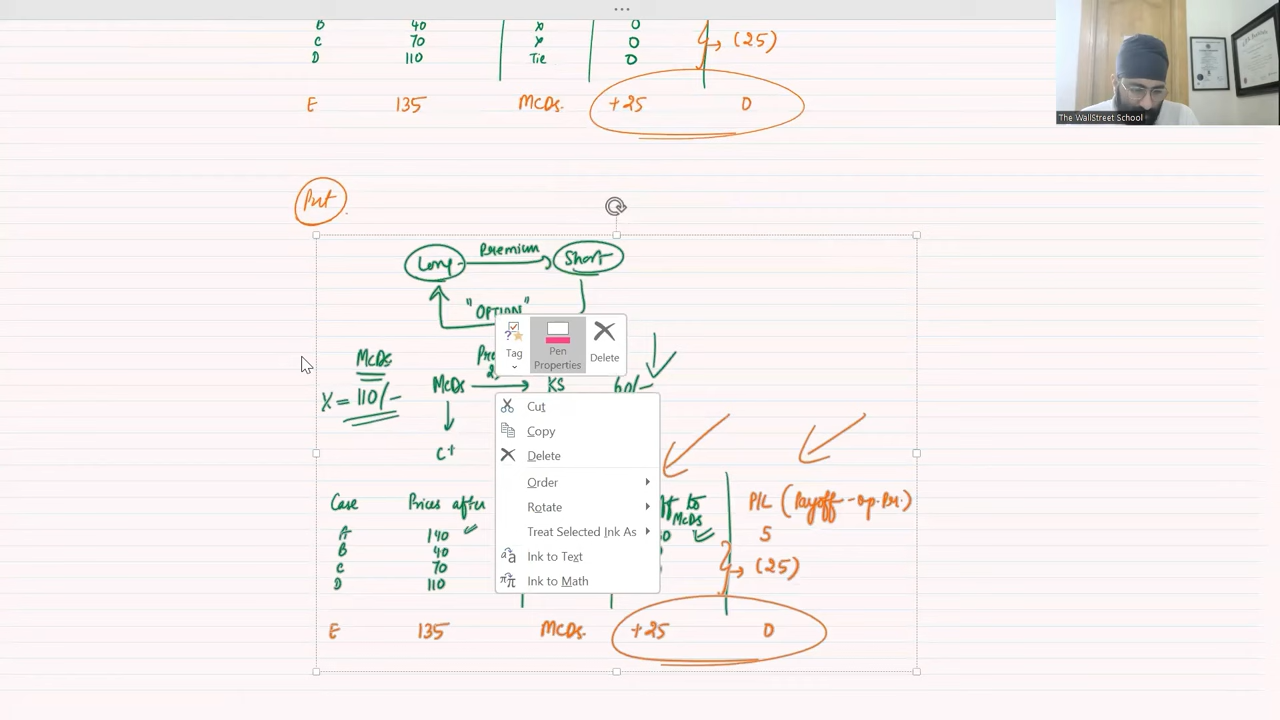 B 40 x 0
C 70 x 0 (25)
D 110 Tie 0
E 135 McDs. +25 0
The WallStreet School
Put
Long Premium Short
"OPTION"
Tag
Pen Properties
Delete
McDs
McDs KS 60/-
X = 110/-
Cut
Copy
Delete
Order
Rotate
Treat Selected Ink As
Ink to Text
Ink to Math
Case Prices after to McDs P/L (Payoff - op. Pr.)
A 140 5
B 40
C 70 (25)
D 110
E 135 McDs. +25 0